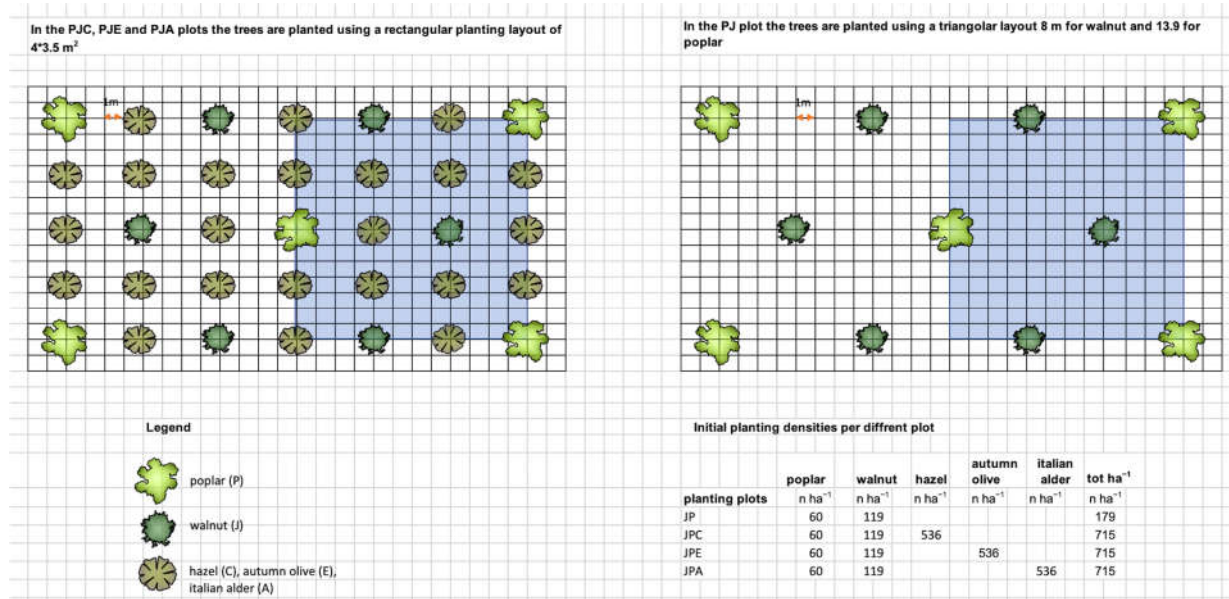 In the PJC, PJE and PJA plots the trees are planted using a rectangular planting layout of
4*3.5 m²
In the PJ plot the trees are planted using a triangolar layout 8 m for walnut and 13.9 for
poplar
1m
1m
Legend
poplar (P)
walnut (J)
hazel (C), autumn olive (E),
italian alder (A)
Initial planting densities per diffrent plot
autumn italian
poplar walnut hazel olive alder tot ha⁻¹
planting plots n ha⁻¹ n ha⁻¹ n ha⁻¹ n ha⁻¹ n ha⁻¹ n ha⁻¹
JP 60 119 179
JPC 60 119 536 715
JPE 60 119 536 715
JPA 60 119 536 715